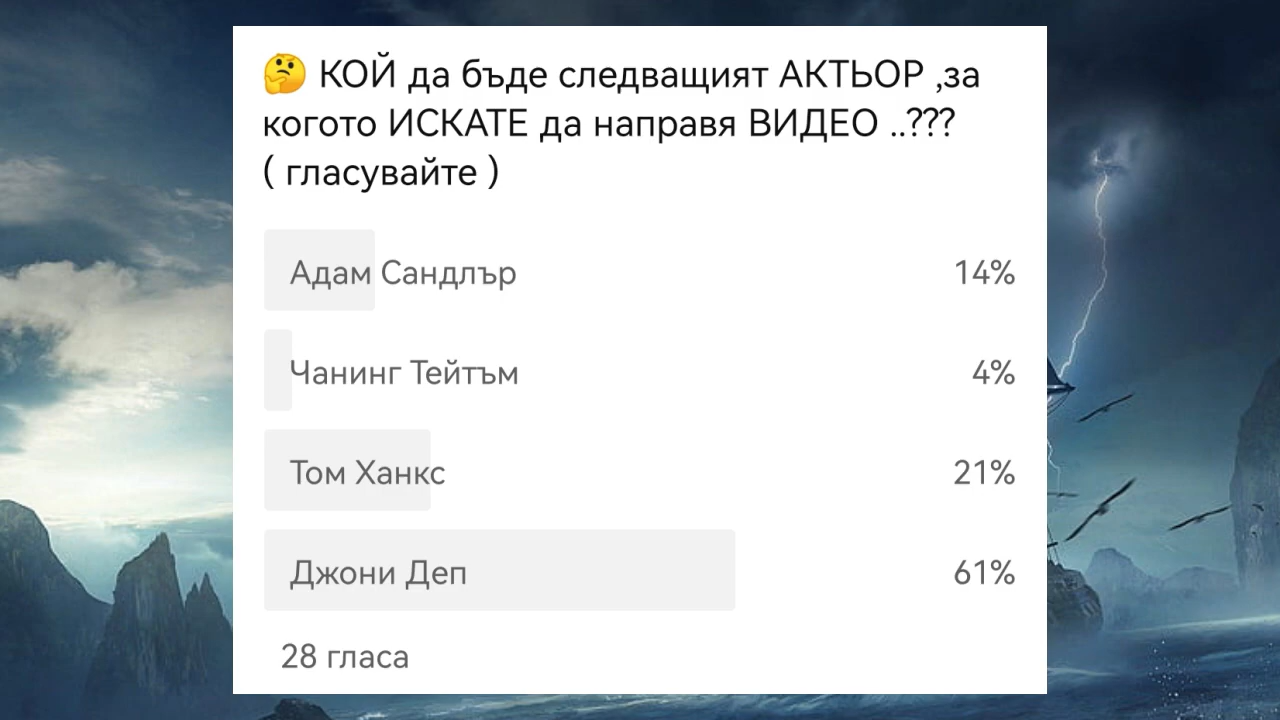 🤔 КОЙ да бъде следващият АКТЬОР ,за
когото ИСКАТЕ да направя ВИДЕО ..???
( гласувайте )
Адам Сандлър 14%
Чанинг Тейтъм 4%
Том Ханкс 21%
Джони Деп 61%
28 гласа